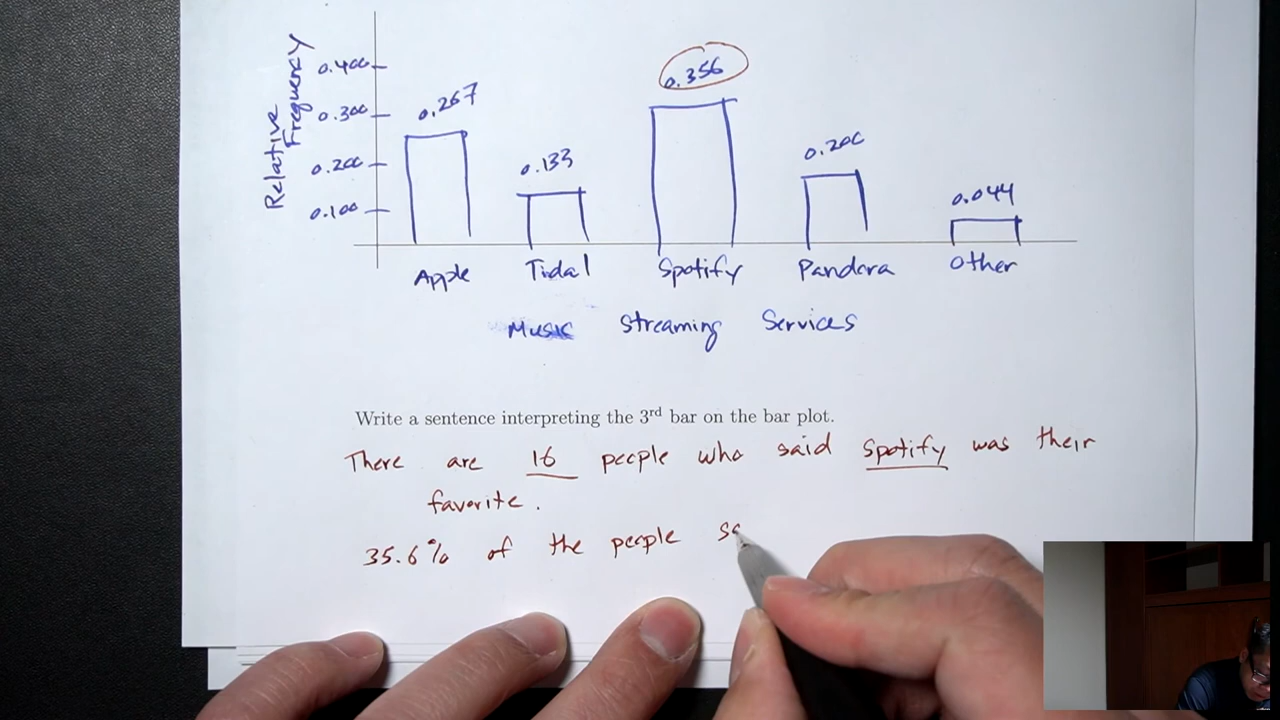 Relative Frequency
0.400
0.300
0.200
0.100
0.267
0.133
0.356
0.200
0.044
Apple Tidal Spotify Pandora Other
Music Streaming Services
Write a sentence interpreting the 3rd bar on the bar plot.
There are 16 people who said Spotify was their
favorite.
35.6% of the people sa